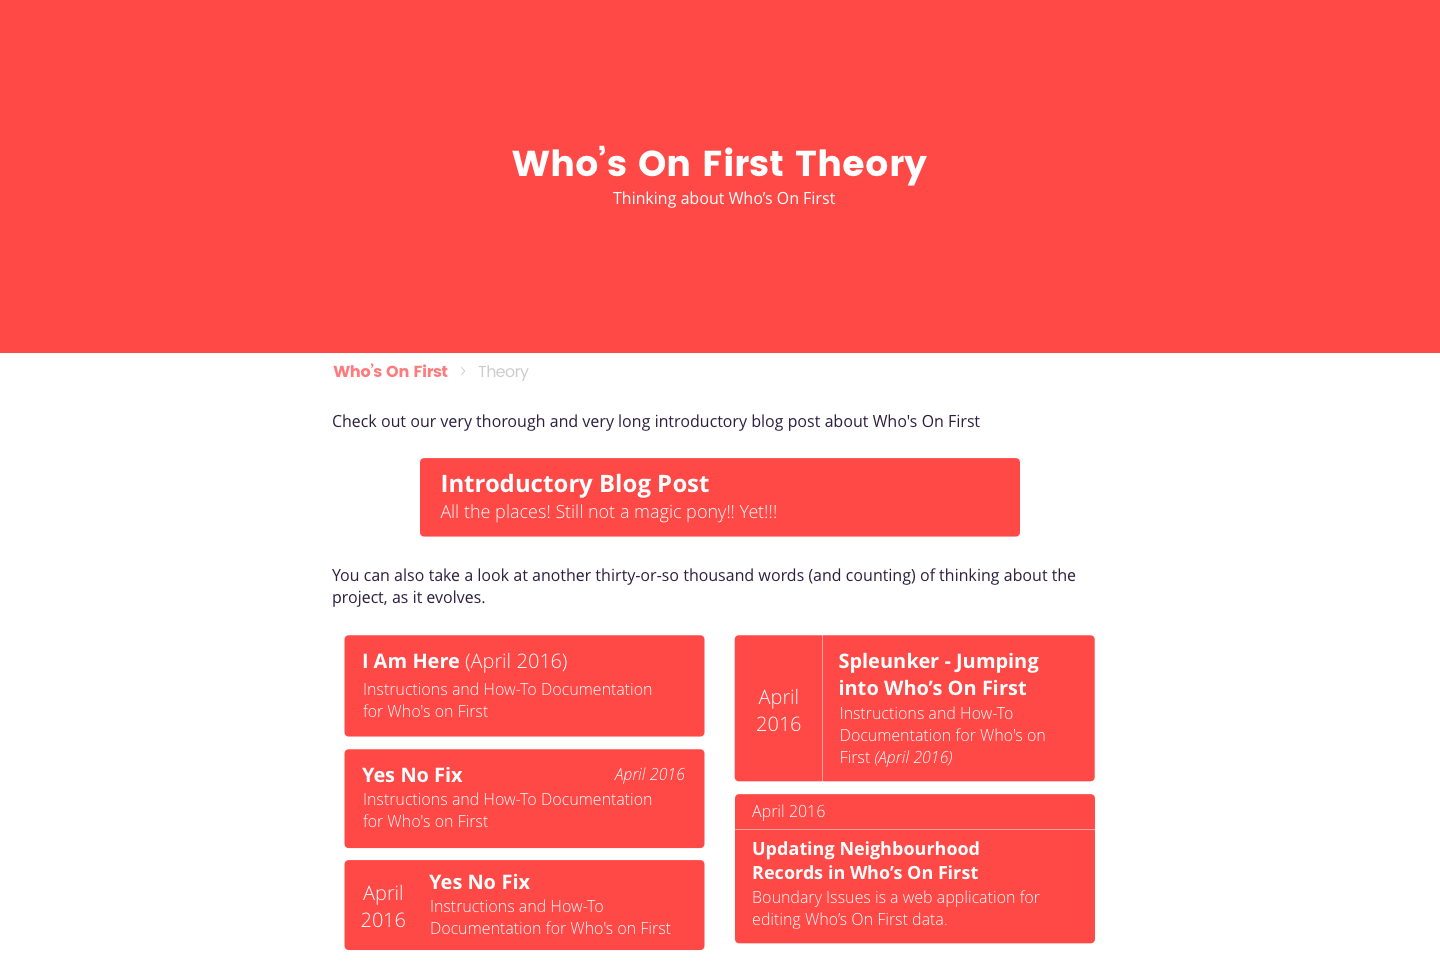 Who’s On First Theory
Thinking about Who’s On First
Who's On First > Theory
Check out our very thorough and very long introductory blog post about Who's On First
Introductory Blog Post
All the places! Still not a magic pony!! Yet!!!
You can also take a look at another thirty-or-so thousand words (and counting) of thinking about the
project, as it evolves.
I Am Here (April 2016)
Instructions and How-To Documentation
for Who's on First
Yes No Fix
April 2016
Instructions and How-To Documentation
for Who's on First
April
2016
Yes No Fix
Instructions and How-To
Documentation for Who's on First
April
2016
Spleunker - Jumping
into Who’s On First
Instructions and How-To
Documentation for Who's on
First (April 2016)
April 2016
Updating Neighbourhood
Records in Who’s On First
Boundary Issues is a web application for
editing Who’s On First data.